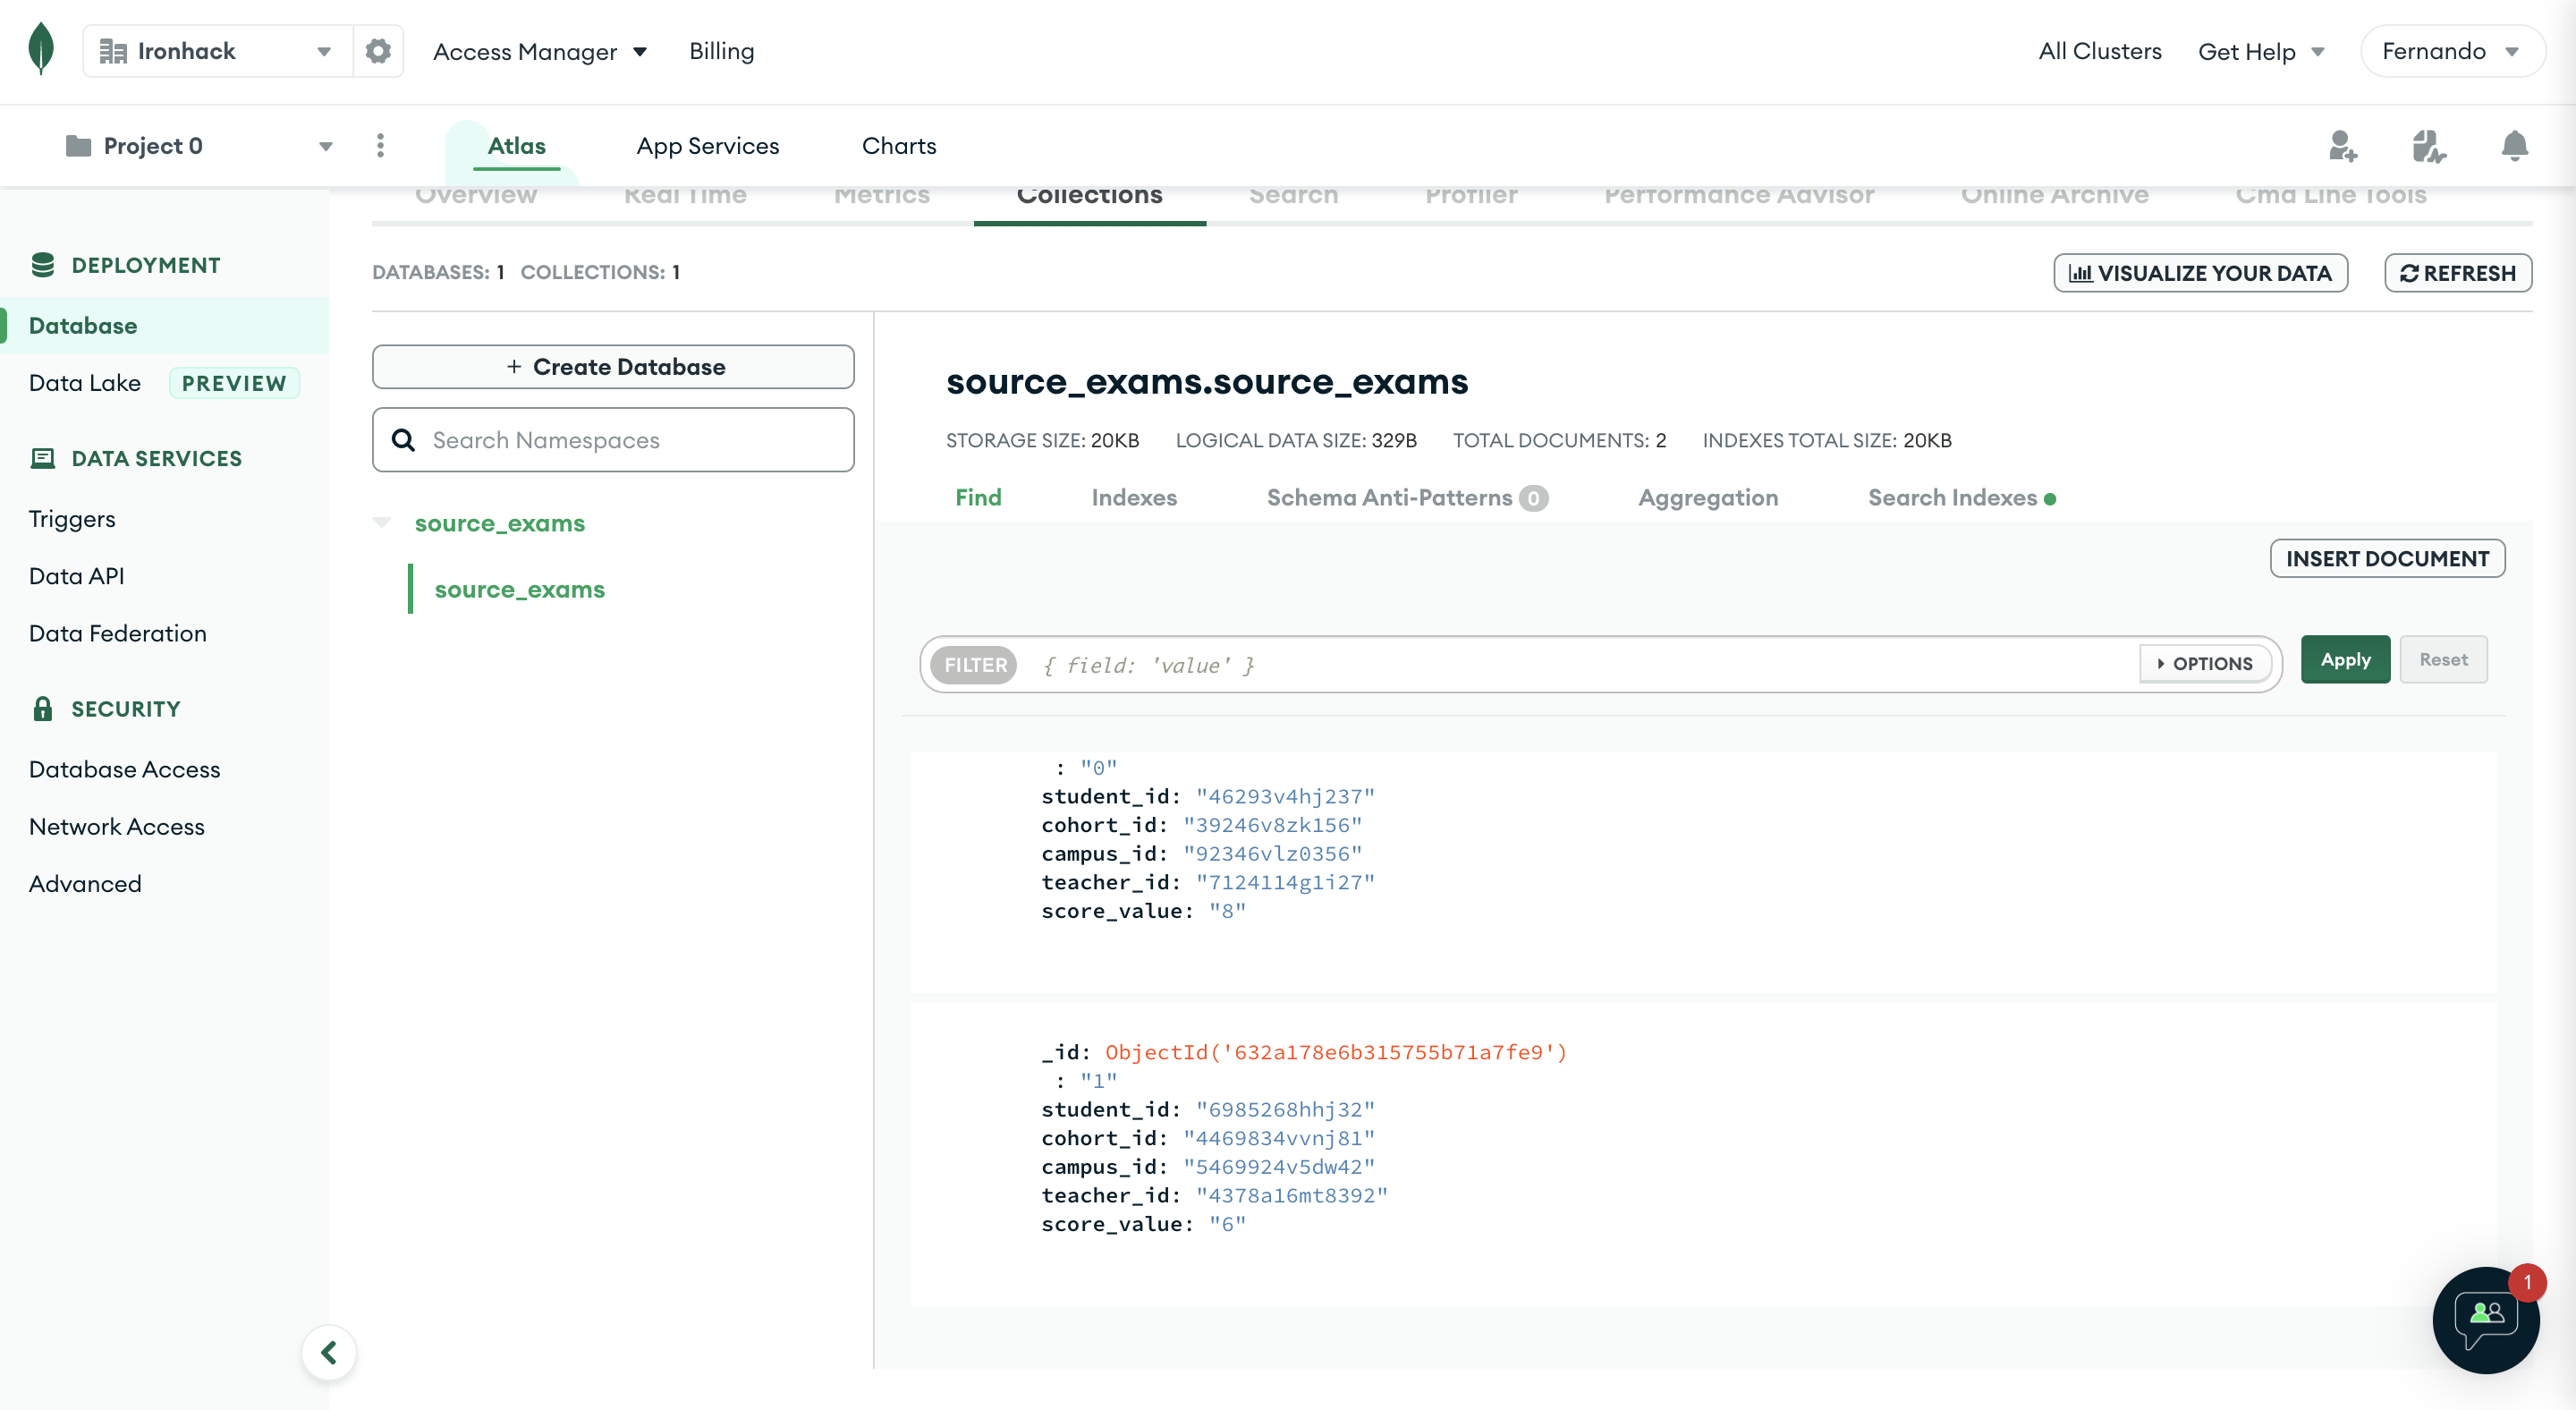 Ironhack
Access Manager
Billing
All Clusters
Get Help
Fernando
Project 0
Atlas
App Services
Charts
Overview
Real Time
Metrics
Collections
Search
Profiler
Performance Advisor
Online Archive
Cmd Line Tools
DEPLOYMENT
Database
Data Lake PREVIEW
DATA SERVICES
Triggers
Data API
Data Federation
SECURITY
Database Access
Network Access
Advanced
DATABASES: 1 COLLECTIONS: 1
VISUALIZE YOUR DATA
REFRESH
+ Create Database
Search Namespaces
source_exams
source_exams
source_exams.source_exams
STORAGE SIZE: 20KB LOGICAL DATA SIZE: 329B TOTAL DOCUMENTS: 2 INDEXES TOTAL SIZE: 20KB
Find
Indexes
Schema Anti-Patterns 0
Aggregation
Search Indexes
INSERT DOCUMENT
FILTER { field: 'value' }
OPTIONS
Apply
Reset
: "0"
student_id: "46293v4hj237"
cohort_id: "39246v8zk156"
campus_id: "92346vlz0356"
teacher_id: "7124114g1i27"
score_value: "8"
_id: ObjectId('632a178e6b315755b71a7fe9')
: "1"
student_id: "6985268hhj32"
cohort_id: "4469834vvnj81"
campus_id: "5469924v5dw42"
teacher_id: "4378a16mt8392"
score_value: "6"
1